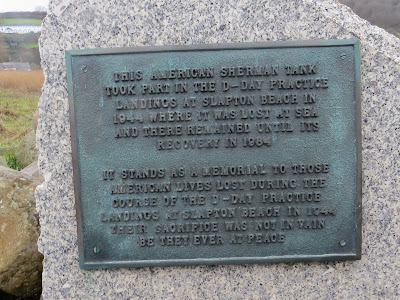 THIS AMERICAN SHERMAN TANK
TOOK PART IN THE D-DAY PRACTICE
LANDINGS AT SLAPTON BEACH IN
1944 WHERE IT WAS LOST AT SEA
AND THERE REMAINED UNTIL ITS
RECOVERY IN 1984
IT STANDS AS A MEMORIAL TO THOSE
AMERICAN LIVES LOST DURING THE
COURSE OF THE D-DAY PRACTICE
LANDINGS AT SLAPTON BEACH IN 1944
THEIR SACRIFICE WAS NOT IN VAIN
BE THEY EVER AT PEACE